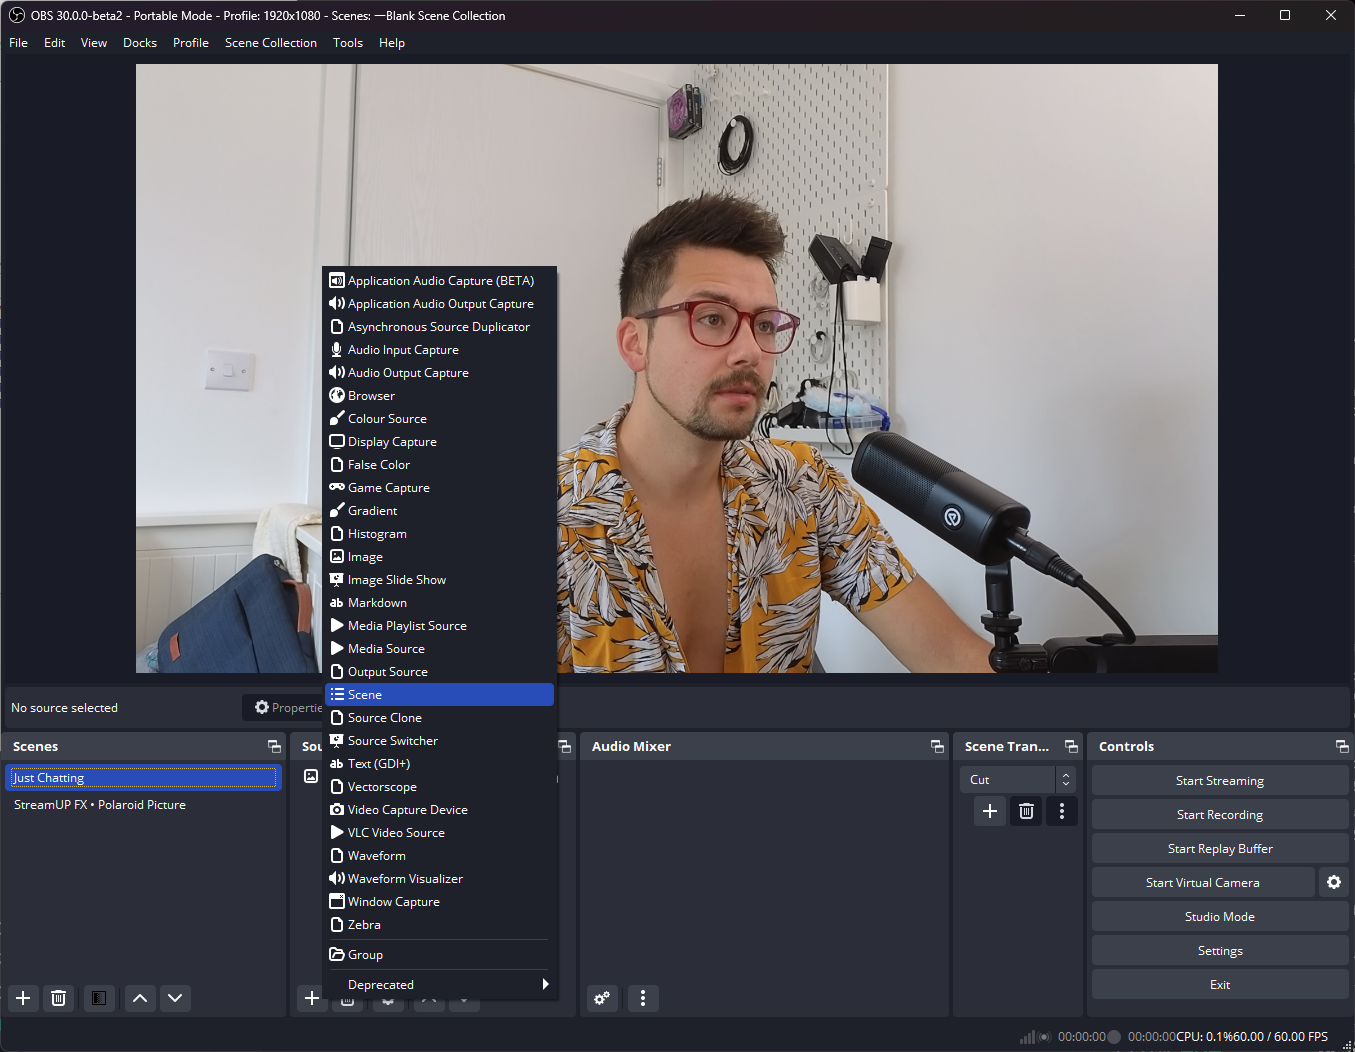 OBS 30.0.0-beta2 - Portable Mode - Profile: 1920x1080 - Scenes: —Blank Scene Collection
File Edit View Docks Profile Scene Collection Tools Help
Application Audio Capture (BETA)
Application Audio Output Capture
Asynchronous Source Duplicator
Audio Input Capture
Audio Output Capture
Browser
Colour Source
Display Capture
False Color
Game Capture
Gradient
Histogram
Image
Image Slide Show
ab Markdown
Media Playlist Source
Media Source
Output Source
Scene
Source Clone
Source Switcher
ab Text (GDI+)
Vectorscope
Video Capture Device
VLC Video Source
Waveform
Waveform Visualizer
Window Capture
Zebra
Group
Deprecated
No source selected
Propertie
Scenes
Just Chatting
StreamUP FX • Polaroid Picture
Sou
Audio Mixer
Scene Tran...
Cut
Controls
Start Streaming
Start Recording
Start Replay Buffer
Start Virtual Camera
Studio Mode
Settings
Exit
00:00:00 00:00:00 CPU: 0.1% 60.00 / 60.00 FPS